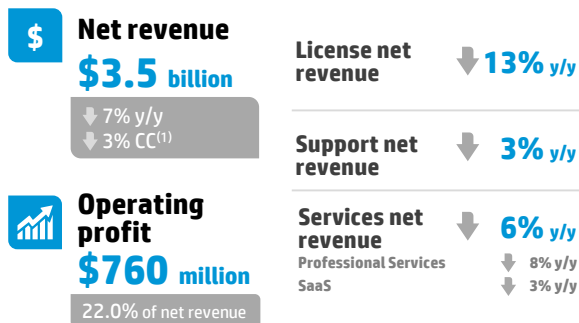 $
Net revenue
$3.5 billion
7% y/y
3% CC(1)
Operating
profit
$760 million
22.0% of net revenue
License net
revenue
13% y/y
Support net
revenue
3% y/y
Services net
revenue
6% y/y
Professional Services 8% y/y
SaaS 3% y/y